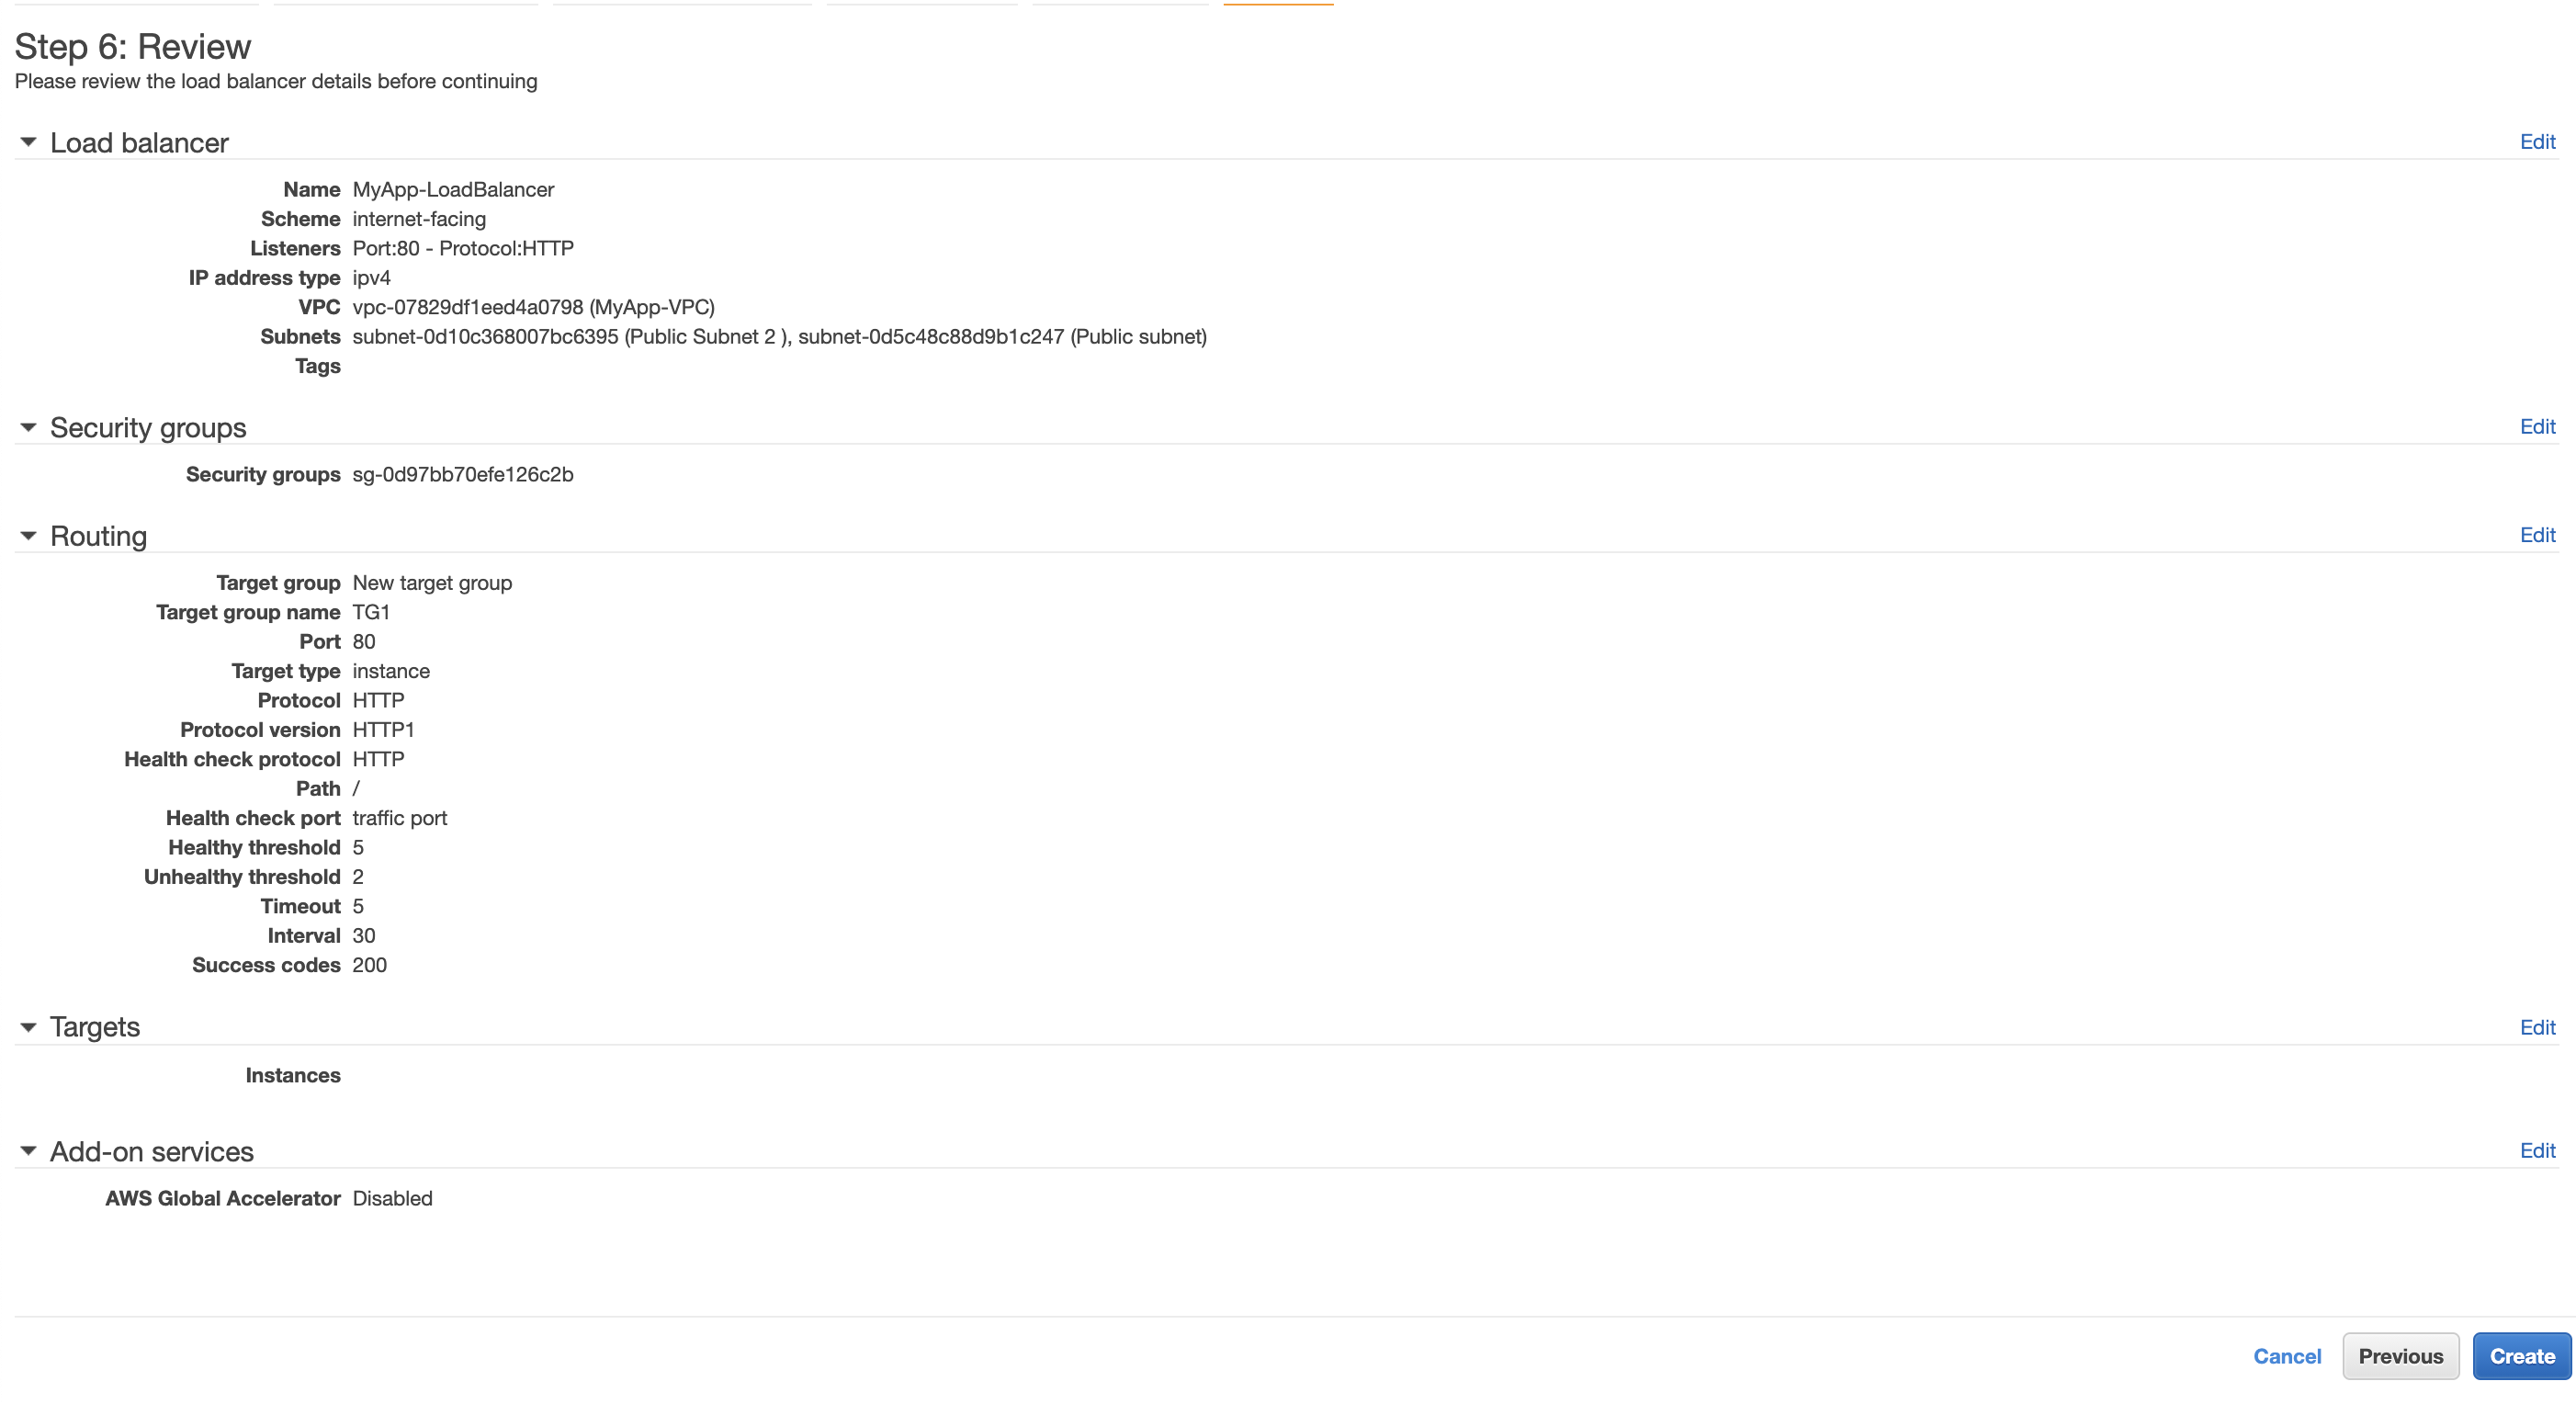 Step 6: Review
Please review the load balancer details before continuing
Load balancer Edit
Name MyApp-LoadBalancer
Scheme internet-facing
Listeners Port:80 - Protocol:HTTP
IP address type ipv4
VPC vpc-07829df1eed4a0798 (MyApp-VPC)
Subnets subnet-0d10c368007bc6395 (Public Subnet 2 ), subnet-0d5c48c88d9b1c247 (Public subnet)
Tags
Security groups Edit
Security groups sg-0d97bb70efe126c2b
Routing Edit
Target group New target group
Target group name TG1
Port 80
Target type instance
Protocol HTTP
Protocol version HTTP1
Health check protocol HTTP
Path /
Health check port traffic port
Healthy threshold 5
Unhealthy threshold 2
Timeout 5
Interval 30
Success codes 200
Targets Edit
Instances
Add-on services Edit
AWS Global Accelerator Disabled
Cancel Previous Create